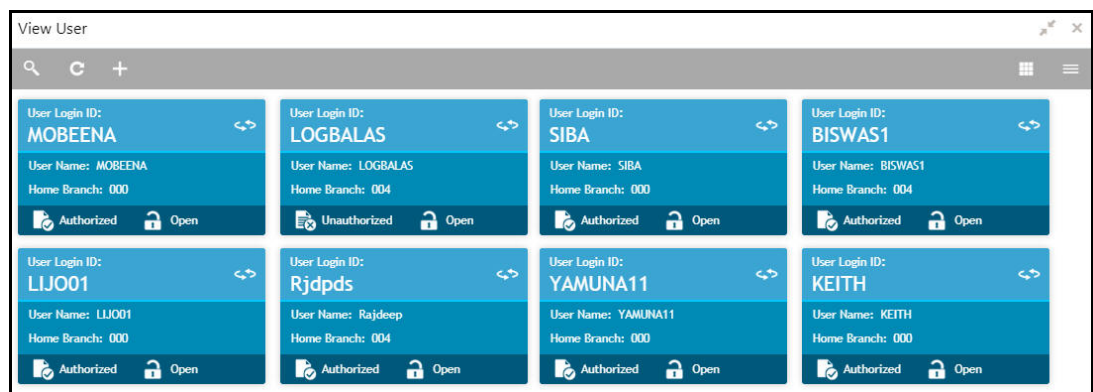 View User
User Login ID:
MOBEENA
User Name: MOBEENA
Home Branch: 000
Authorized Open
User Login ID:
LOGBALAS
User Name: LOGBALAS
Home Branch: 004
Unauthorized Open
User Login ID:
SIBA
User Name: SIBA
Home Branch: 000
Authorized Open
User Login ID:
BISWAS1
User Name: BISWAS1
Home Branch: 004
Authorized Open
User Login ID:
LIJO01
User Name: LIJO01
Home Branch: 000
Authorized Open
User Login ID:
Rjdpds
User Name: Rajdeep
Home Branch: 004
Authorized Open
User Login ID:
YAMUNA11
User Name: YAMUNA11
Home Branch: 000
Authorized Open
User Login ID:
KEITH
User Name: KEITH
Home Branch: 000
Authorized Open